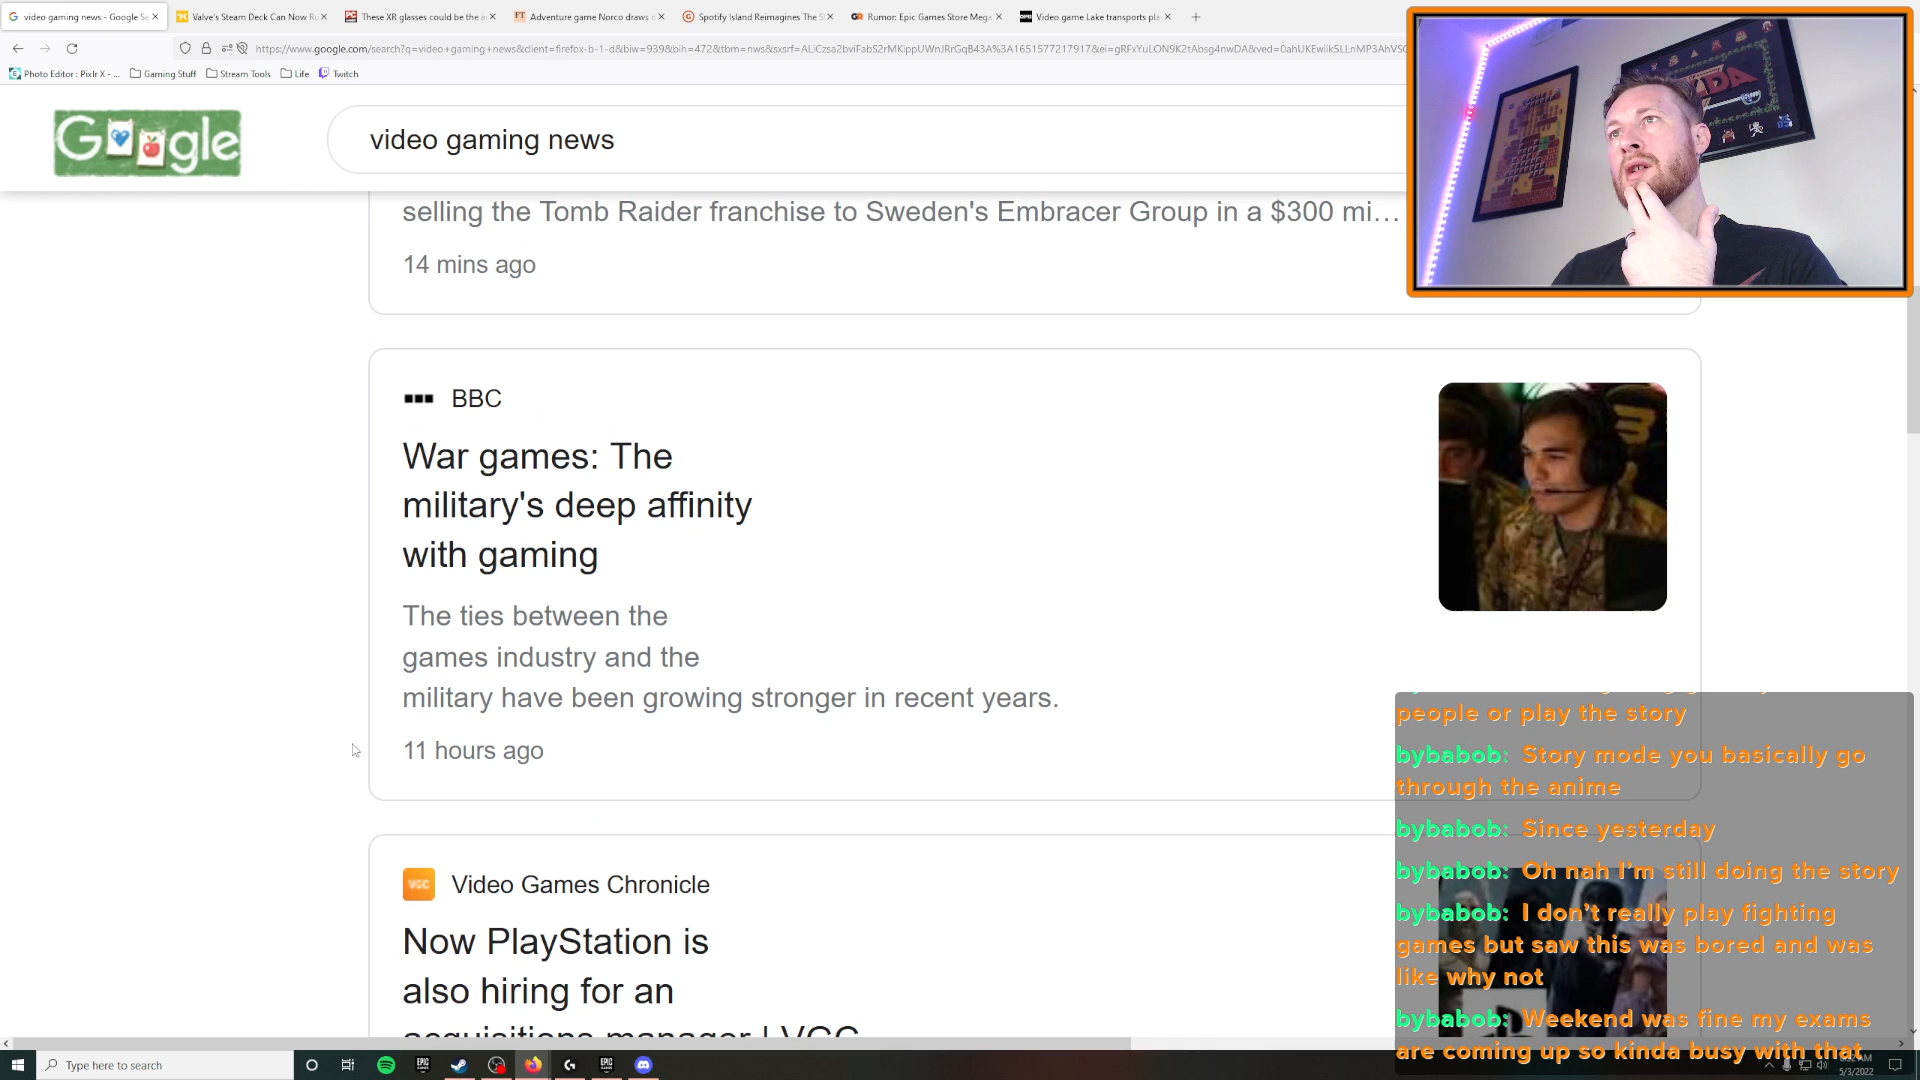 video gaming news - Google Se
Valve's Steam Deck Can Now Ru
These XR glasses could be the a
Adventure game Norco draws o
Spotify Island Reimagines The S
Rumor: Epic Games Store Mega
Video game Lake transports pl
Photo Editor : Pixlr X - ...
Gaming Stuff
Stream Tools
Life
Twitch
Google
video gaming news
selling the Tomb Raider franchise to Sweden's Embracer Group in a $300 mi...
14 mins ago
BBC
War games: The
military's deep affinity
with gaming
The ties between the
games industry and the
military have been growing stronger in recent years.
11 hours ago
VGC Video Games Chronicle
Now PlayStation is
also hiring for an
acquisitions manager | VGC
people or play the story
bybabob: Story mode you basically go
through the anime
bybabob: Since yesterday
bybabob: Oh nah I'm still doing the story
bybabob: I don't really play fighting
games but saw this was bored and was
like why not
bybabob: Weekend was fine my exams
are coming up so kinda busy with that
Type here to search
5/3/2022